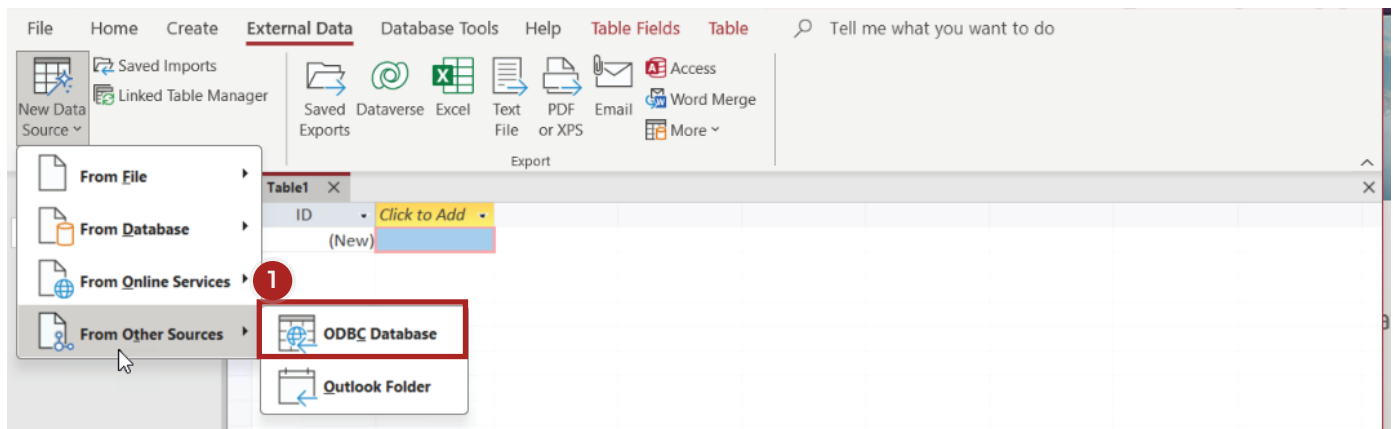 File Home Create External Data Database Tools Help Table Fields Table Tell me what you want to do
New Data Source
Saved Imports
Linked Table Manager
Saved Exports
Dataverse
Excel
Text File
PDF or XPS
Email
Access
Word Merge
More
Export
From File
From Database
From Online Services
From Other Sources
1
ODBC Database
Outlook Folder
Table1
ID Click to Add
(New)